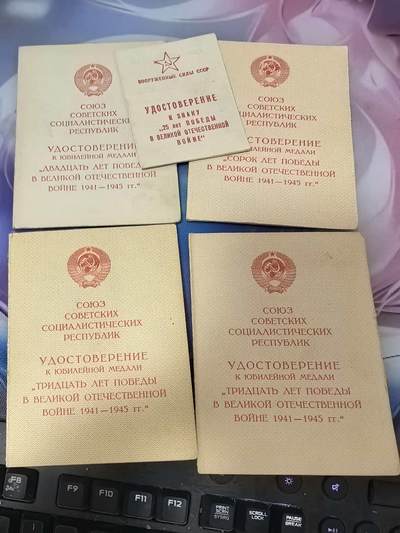 СОЮЗ
СОВЕТСКИХ
СОЦИАЛИСТИЧЕСКИХ
РЕСПУБЛИК
УДОСТОВЕРЕНИЕ
К ЮБИЛЕЙНОЙ МЕДАЛИ
„ДВАДЦАТЬ ЛЕТ ПОБЕДЫ
В ВЕЛИКОЙ ОТЕЧЕСТВЕННОЙ
ВОЙНЕ 1941—1945 гг.“
ВООРУЖЕННЫЕ СИЛЫ СССР
УДОСТОВЕРЕНИЕ
К ЗНАКУ
„25 ЛЕТ ПОБЕДЫ
В ВЕЛИКОЙ ОТЕЧЕСТВЕННОЙ
ВОЙНЕ“
СОЮЗ
СОВЕТСКИХ
СОЦИАЛИСТИЧЕСКИХ
РЕСПУБЛИК
УДОСТОВЕРЕНИЕ
К ЮБИЛЕЙНОЙ МЕДАЛИ
„СОРОК ЛЕТ ПОБЕДЫ
В ВЕЛИКОЙ ОТЕЧЕСТВЕННОЙ
ВОЙНЕ 1941—1945 гг.“
СОЮЗ
СОВЕТСКИХ
СОЦИАЛИСТИЧЕСКИХ
РЕСПУБЛИК
УДОСТОВЕРЕНИЕ
К ЮБИЛЕЙНОЙ МЕДАЛИ
„ТРИДЦАТЬ ЛЕТ ПОБЕДЫ
В ВЕЛИКОЙ ОТЕЧЕСТВЕННОЙ
ВОЙНЕ 1941—1945 гг.“
СОЮЗ
СОВЕТСКИХ
СОЦИАЛИСТИЧЕСКИХ
РЕСПУБЛИК
УДОСТОВЕРЕНИЕ
К ЮБИЛЕЙНОЙ МЕДАЛИ
„ТРИДЦАТЬ ЛЕТ ПОБЕДЫ
В ВЕЛИКОЙ ОТЕЧЕСТВЕННОЙ
ВОЙНЕ 1941—1945 гг.“
F8
F9
F10
F11
F12
PRINT
SCRN
SYSRQ
SCROLL
LOCK
PAUSE
BREAK